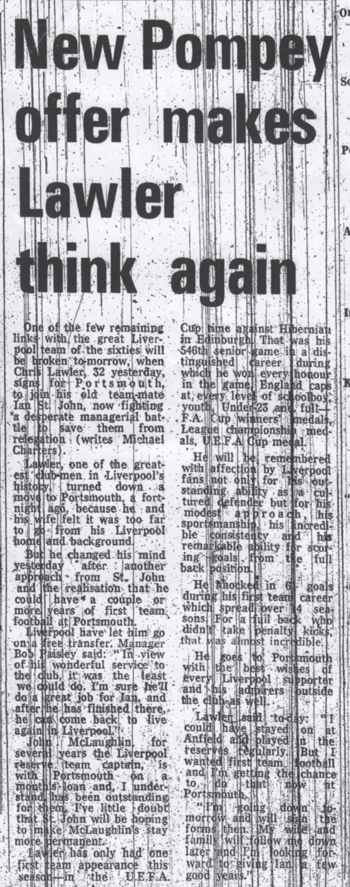 New Pompey
offer makes
Lawler
think again
One of the few remaining
links with the great Liver-
pool team of the sixties will
be broken to-morrow, when
Chris Lawler, 32 yesterday,
signs for Portsmouth,
to join his old team-mate
Ian St. John, now fighting
a desperate managerial bat-
tle to save them from
relegation (writes Michael
Charters).
Lawler, one of the great-
est club-men in Liverpool's
history, turned down a
move to Portsmouth, a fort-
night ago, because he and
his wife felt it was too far
to go from his Liverpool
home and background.
But he changed his mind
yesterday after another
approach from St. John
and the realisation that he
could have a couple or
more years of first team
football at Portsmouth.
Liverpool have let him go
on a free transfer. Manager
Bob Paisley said: "In view
of his wonderful service to
the club, it was the least
we could do. I'm sure he'll
do a great job for Ian, and
after he has finished there,
he can come back to live
again in Liverpool."
John McLaughlin, for
several years the Liverpool
reserve team captain, is
with Portsmouth on a
month's loan and, I under-
stand, has been outstanding
for them. I've little doubt
that St. John will be hoping
to make McLaughlin's stay
more permanent.
Lawler has only had one
first team appearance this
season—in the U.E.F.A.
Cup time against Hibernian
in Edinburgh. That was his
546th senior game in a dis-
tinguished career during
which he won every honour
in the game, England caps
at every level of schoolboy,
youth, Under-23 and full—
F.A. Cup winners' medals,
League championship med-
als, U.E.F.A Cup medal.
He will be remembered
with affection by Liverpool
fans not only for his out-
standing ability as a cul-
tured defender but for his
modest approach, his
sportsmanship, his incredi-
ble consistency and his
remarkable ability for scor-
ing goals from the full
back position.
He knocked in 6 goals
during his first team career
which spread over 14 sea-
sons. For a full back who
didn't take penalty kicks,
that was almost incredible.
He goes to Portsmouth
with the best wishes of
every Liverpool supporter
and his admirers outside
the club as well.
Lawler said to-day: "I
could have stayed on at
Anfield and played in the
reserves regularly. But I
wanted first team football
and I'm getting the chance
to do that now at
Portsmouth.
"I'm going down to-
morrow and will sign the
forms then. My wife and
family will follow me down
later and I'm looking for-
ward to giving Ian a few
good years."